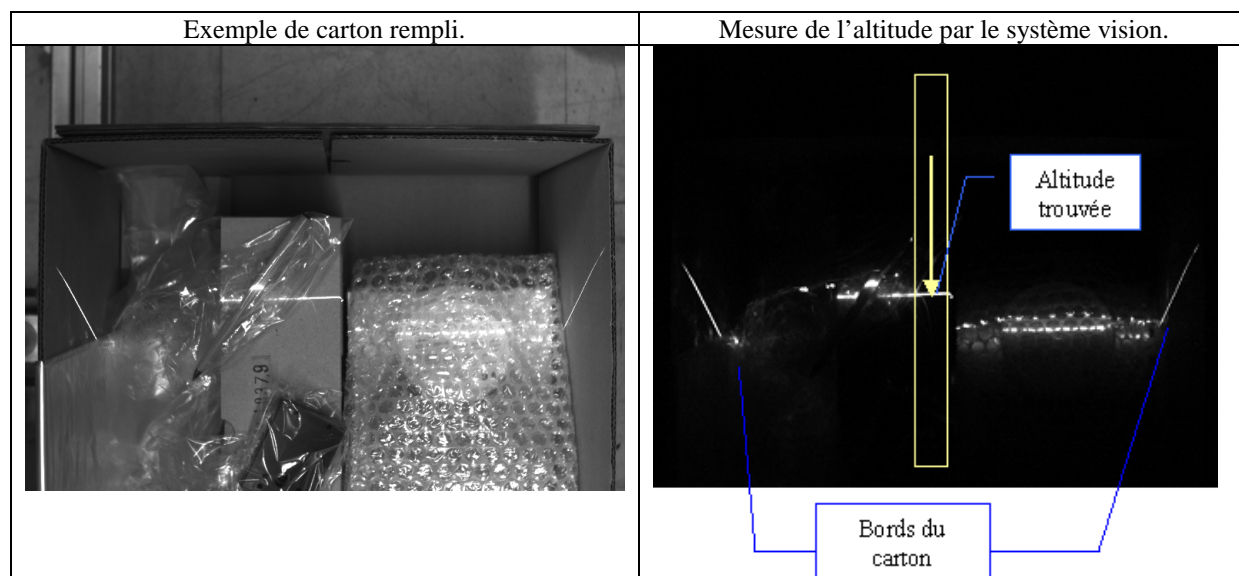 Exemple de carton rempli.
Mesure de l’altitude par le système vision.
Altitude
trouvée
Bords du
carton